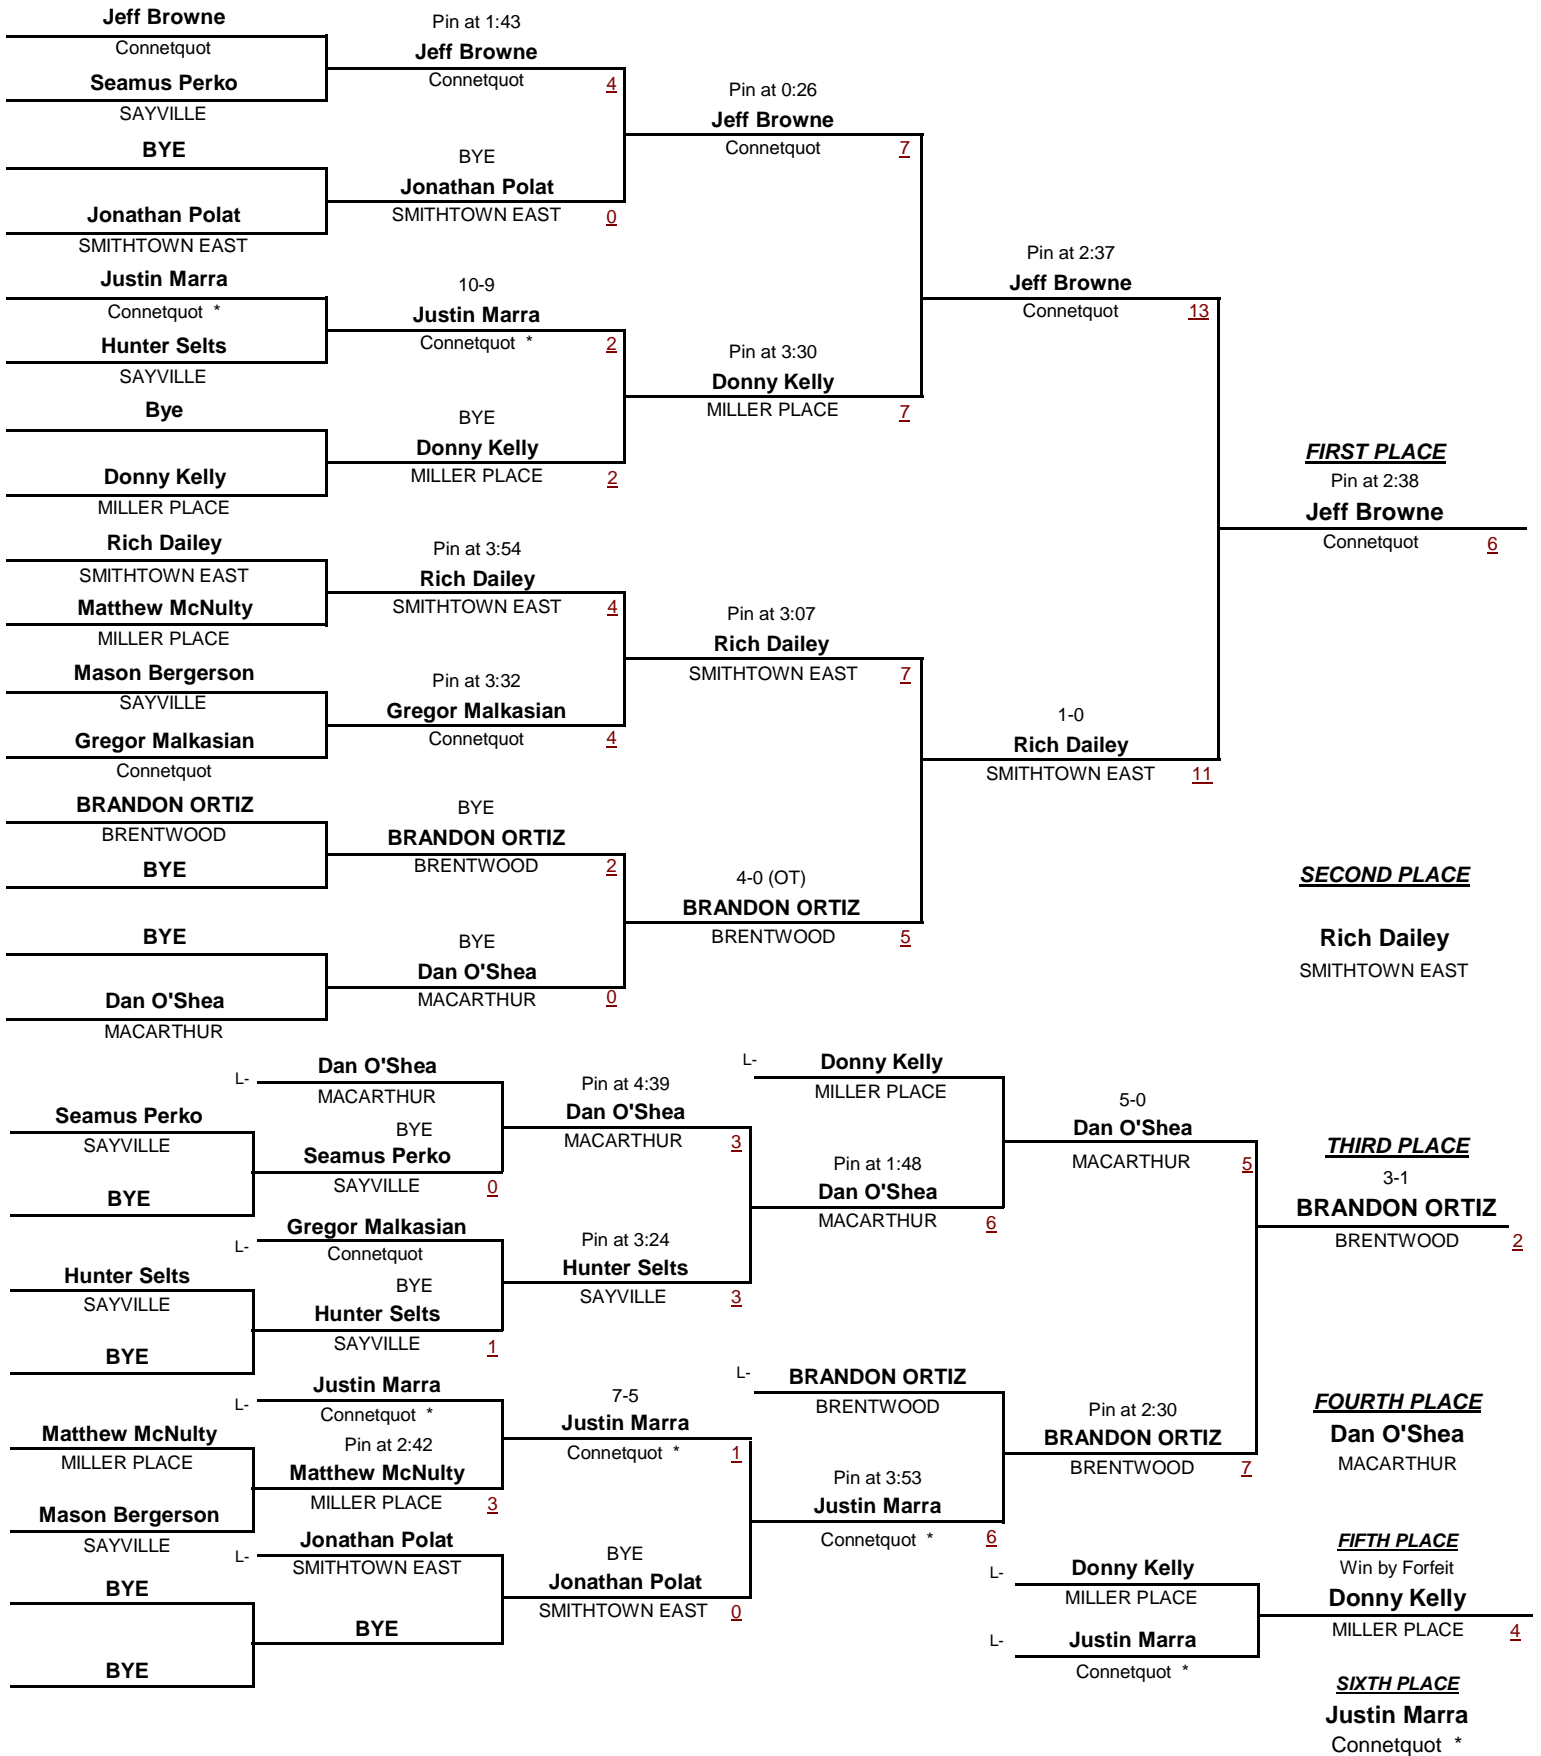 Jeff Browne
Connetquot
Seamus Perko
SAYVILLE
BYE
Jonathan Polat
SMITHTOWN EAST
Justin Marra
Connetquot *
Hunter Selts
SAYVILLE
Bye
Donny Kelly
MILLER PLACE
Rich Dailey
SMITHTOWN EAST
Matthew McNulty
MILLER PLACE
Mason Bergerson
SAYVILLE
Gregor Malkasian
Connetquot
BRANDON ORTIZ
BRENTWOOD
BYE
BYE
Dan O'Shea
MACARTHUR
Pin at 1:43
Jeff Browne
Connetquot 4
BYE
Jonathan Polat
SMITHTOWN EAST 0
10-9
Justin Marra
Connetquot * 2
BYE
Donny Kelly
MILLER PLACE 2
Pin at 3:54
Rich Dailey
SMITHTOWN EAST 4
Pin at 3:32
Gregor Malkasian
Connetquot 4
BYE
BRANDON ORTIZ
BRENTWOOD 2
BYE
Dan O'Shea
MACARTHUR 0
Pin at 0:26
Jeff Browne
Connetquot 7
Pin at 3:30
Donny Kelly
MILLER PLACE 7
Pin at 3:07
Rich Dailey
SMITHTOWN EAST 7
4-0 (OT)
BRANDON ORTIZ
BRENTWOOD 5
Pin at 2:37
Jeff Browne
Connetquot 13
1-0
Rich Dailey
SMITHTOWN EAST 11
FIRST PLACE
Pin at 2:38
Jeff Browne
Connetquot 6
SECOND PLACE
Rich Dailey
SMITHTOWN EAST
Seamus Perko
SAYVILLE
BYE
Hunter Selts
SAYVILLE
BYE
Matthew McNulty
MILLER PLACE
Mason Bergerson
SAYVILLE
BYE
BYE
L- Dan O'Shea
MACARTHUR
BYE
Seamus Perko
SAYVILLE 0
L- Gregor Malkasian
Connetquot
BYE
Hunter Selts
SAYVILLE 1
L- Justin Marra
Connetquot *
Pin at 2:42
Matthew McNulty
MILLER PLACE 3
L- Jonathan Polat
SMITHTOWN EAST
BYE
Pin at 4:39
Dan O'Shea
MACARTHUR 3
Pin at 3:24
Hunter Selts
SAYVILLE 3
7-5
Justin Marra
Connetquot * 1
BYE
Jonathan Polat
SMITHTOWN EAST 0
L- Donny Kelly
MILLER PLACE
Pin at 1:48
Dan O'Shea
MACARTHUR 6
L- BRANDON ORTIZ
BRENTWOOD
Pin at 3:53
Justin Marra
Connetquot * 6
5-0
Dan O'Shea
MACARTHUR 5
Pin at 2:30
BRANDON ORTIZ
BRENTWOOD 7
L- Donny Kelly
MILLER PLACE
L- Justin Marra
Connetquot *
THIRD PLACE
3-1
BRANDON ORTIZ
BRENTWOOD 2
FOURTH PLACE
Dan O'Shea
MACARTHUR
FIFTH PLACE
Win by Forfeit
Donny Kelly
MILLER PLACE 4
SIXTH PLACE
Justin Marra
Connetquot *